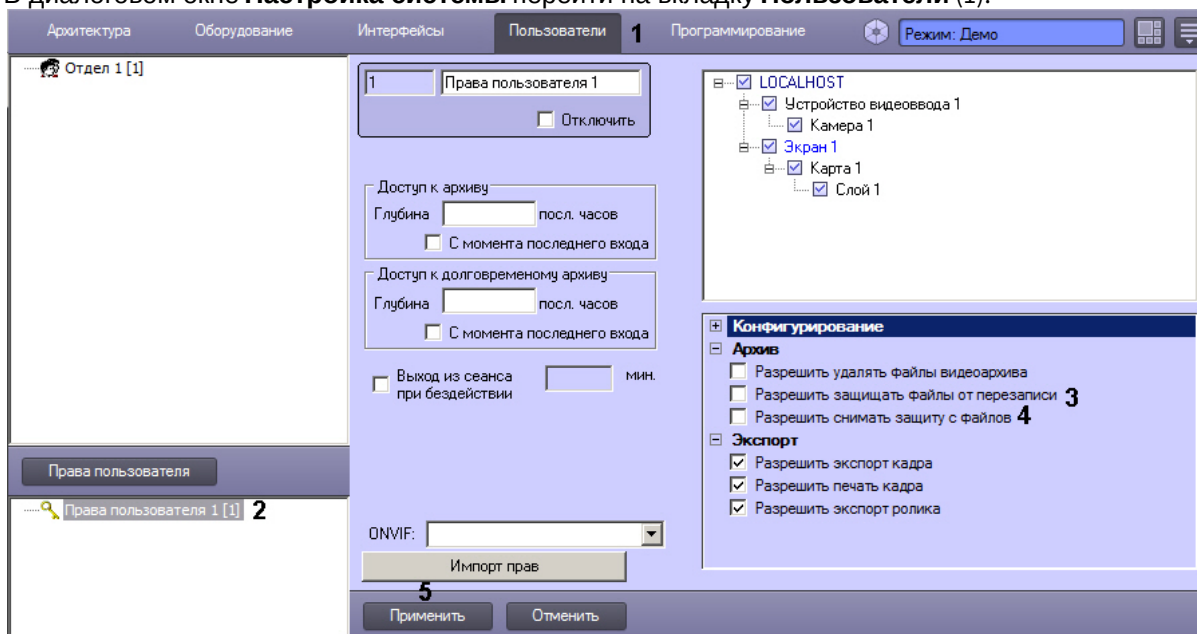 В диалоговом окне Настройка системы перейти на вкладку Пользователи (1).
Архитектура Оборудование Интерфейсы Пользователи 1 Программирование Режим: Демо
Отдел 1 [1]
1 Права пользователя 1
Отключить
Доступ к архиву
Глубина посл. часов
С момента последнего входа
Доступ к долговременому архиву
Глубина посл. часов
С момента последнего входа
Выход из сеанса мин.
при бездействии
LOCALHOST
Устройство видеоввода 1
Камера 1
Экран 1
Карта 1
Слой 1
Конфигурирование
Архив
Разрешить удалять файлы видеоархива
Разрешить защищать файлы от перезаписи 3
Разрешить снимать защиту с файлов 4
Экспорт
Разрешить экспорт кадра
Разрешить печать кадра
Разрешить экспорт ролика
Права пользователя
Права пользователя 1 [1] 2
ONVIF:
Импорт прав
5
Применить Отменить